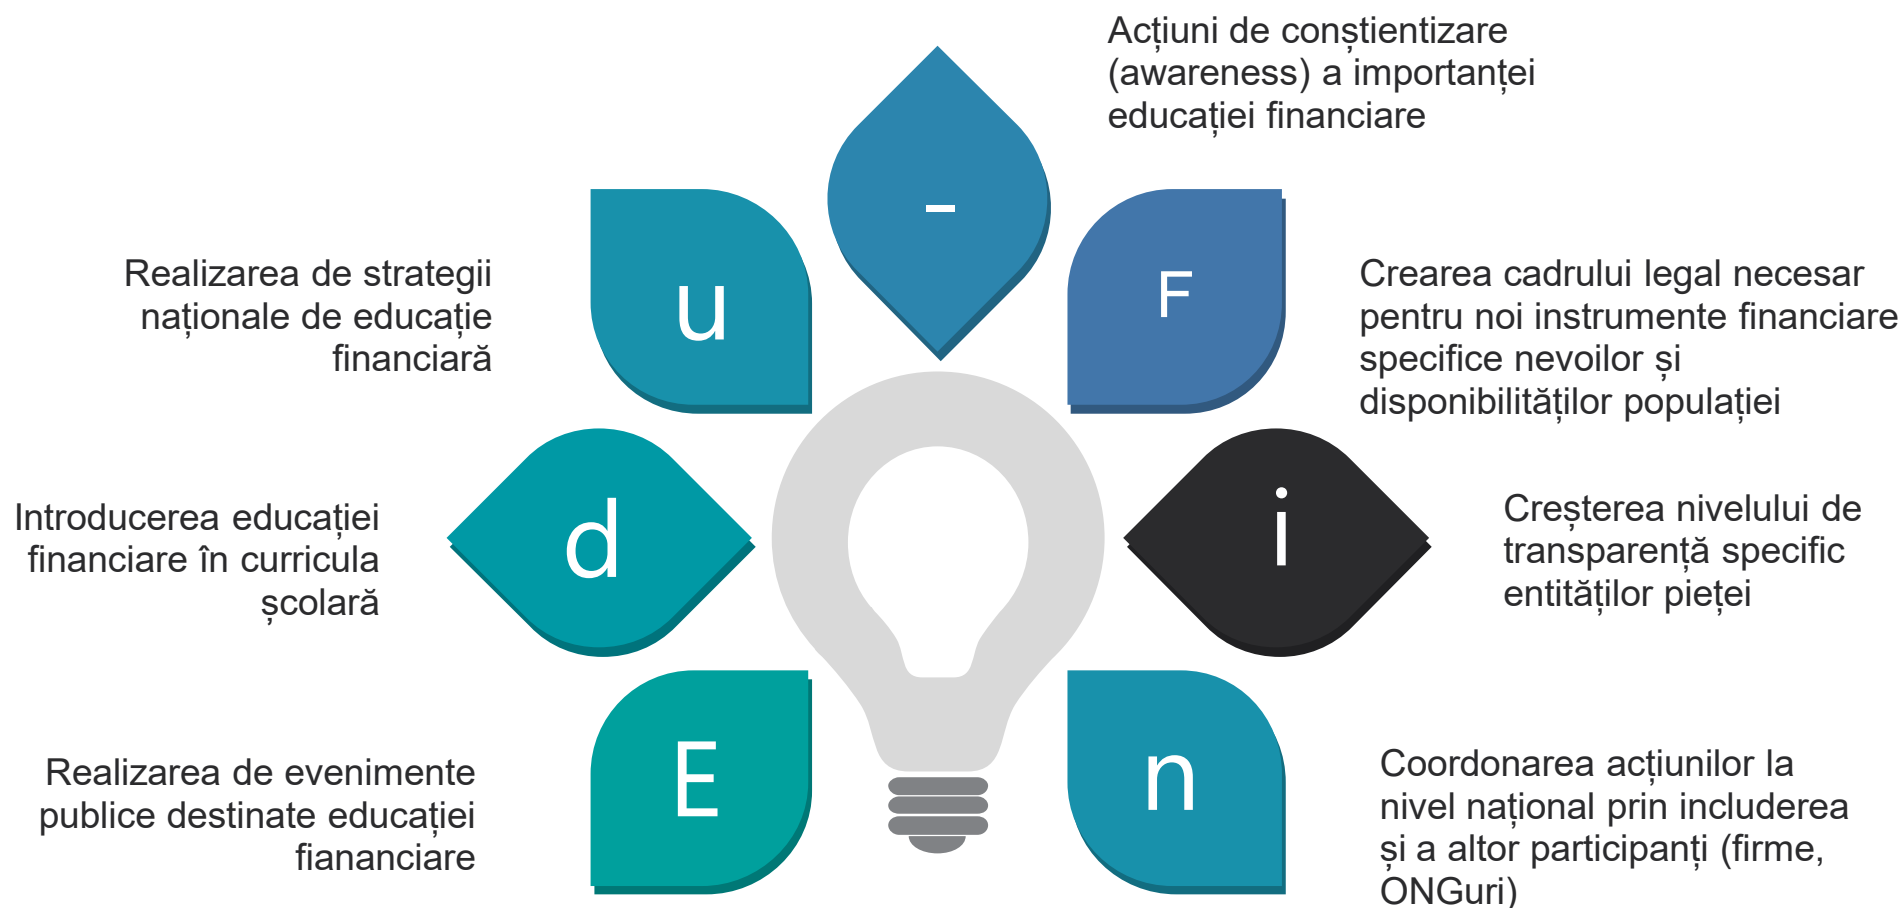 Acțiuni de conștientizare
(awareness) a importanței
educației financiare
-
u
F
Realizarea de strategii
naționale de educație
financiară
Crearea cadrului legal necesar
pentru noi instrumente financiare
specifice nevoilor și
disponibilităților populației
d
i
Introducerea educației
financiare în curricula
școlară
Creșterea nivelului de
transparență specific
entităților pieței
E
n
Realizarea de evenimente
publice destinate educației
fiananciare
Coordonarea acțiunilor la
nivel național prin includerea
și a altor participanți (firme,
ONGuri)